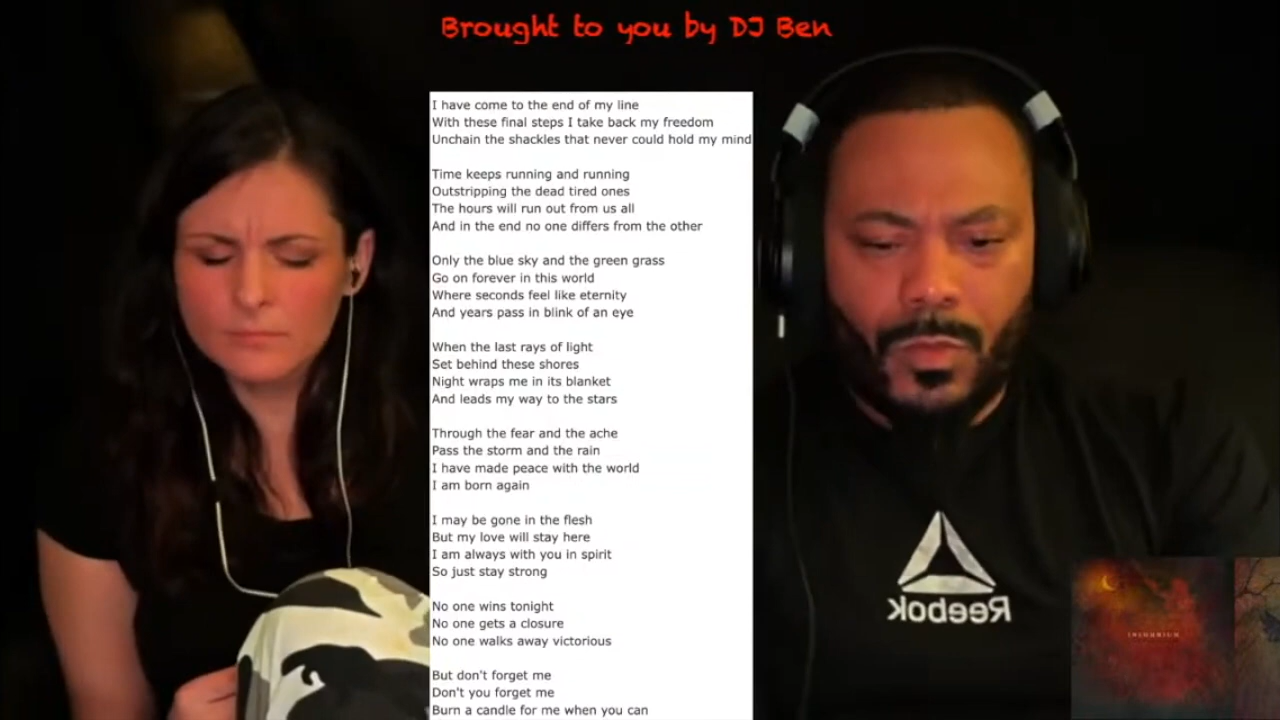 Brought to you by DJ Ben
I have come to the end of my line
With these final steps I take back my freedom
Unchain the shackles that never could hold my mind
Time keeps running and running
Outstripping the dead tired ones
The hours will run out from us all
And in the end no one differs from the other
Only the blue sky and the green grass
Go on forever in this world
Where seconds feel like eternity
And years pass in blink of an eye
When the last rays of light
Set behind these shores
Night wraps me in its blanket
And leads my way to the stars
Through the fear and the ache
Pass the storm and the rain
I have made peace with the world
I am born again
I may be gone in the flesh
But my love will stay here
I am always with you in spirit
So just stay strong
No one wins tonight
No one gets a closure
No one walks away victorious
But don't forget me
Don't you forget me
Burn a candle for me when you can
Reebok
INSOMNIUM